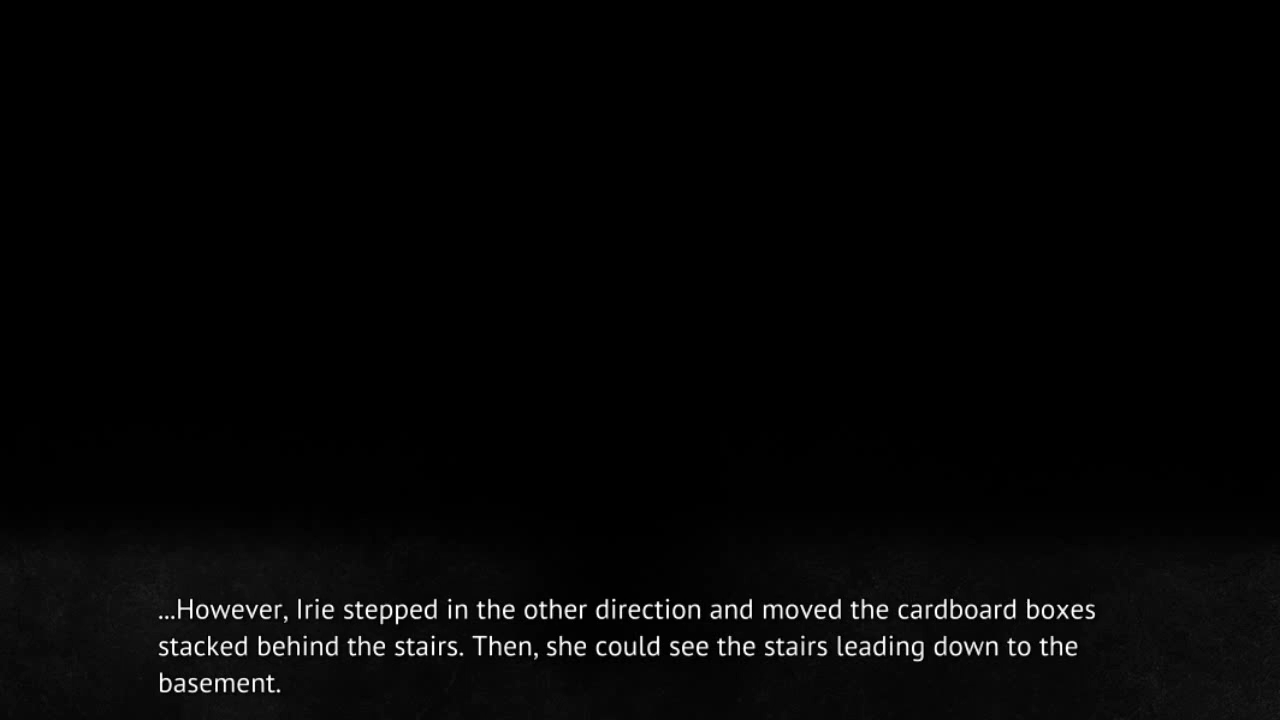 ...However, Irie stepped in the other direction and moved the cardboard boxes
stacked behind the stairs. Then, she could see the stairs leading down to the
basement.